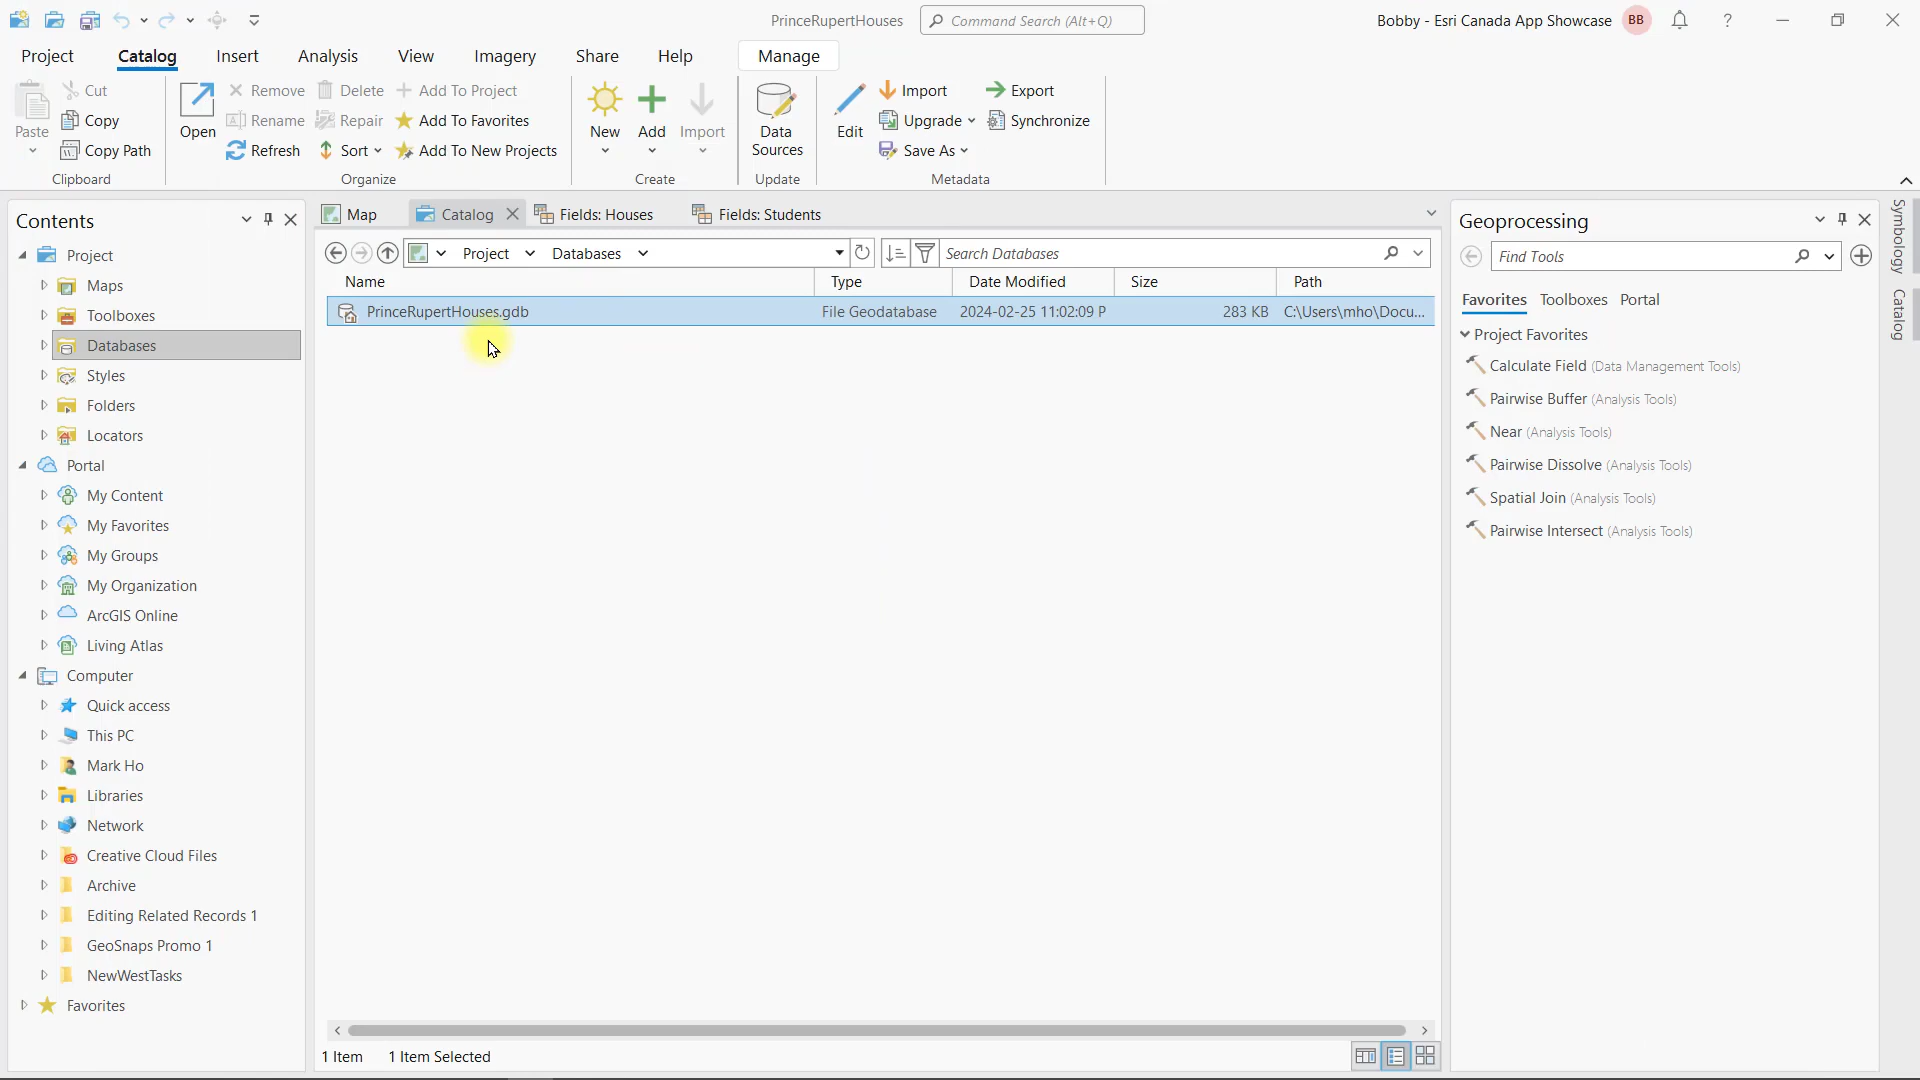 PrinceRupertHouses
Command Search (Alt+Q)
Bobby - Esri Canada App Showcase
BB
?
Project
Catalog
Insert
Analysis
View
Imagery
Share
Help
Manage
Paste
Cut
Copy
Copy Path
Clipboard
Open
Remove
Rename
Refresh
Delete
Repair
Sort
Add To Project
Add To Favorites
Add To New Projects
Organize
New
Add
Import
Create
Data
Sources
Update
Edit
Import
Upgrade
Save As
Export
Synchronize
Metadata
Contents
Project
Maps
Toolboxes
Databases
Styles
Folders
Locators
Portal
My Content
My Favorites
My Groups
My Organization
ArcGIS Online
Living Atlas
Computer
Quick access
This PC
Mark Ho
Libraries
Network
Creative Cloud Files
Archive
Editing Related Records 1
GeoSnaps Promo 1
NewWestTasks
Favorites
Map
Catalog
Fields: Houses
Fields: Students
Project
Databases
Search Databases
Name
Type
Date Modified
Size
Path
PrinceRupertHouses.gdb
File Geodatabase
2024-02-25 11:02:09 P
283 KB
C:\Users\mho\Docu...
1 Item
1 Item Selected
Geoprocessing
Find Tools
Favorites
Toolboxes
Portal
Project Favorites
Calculate Field (Data Management Tools)
Pairwise Buffer (Analysis Tools)
Near (Analysis Tools)
Pairwise Dissolve (Analysis Tools)
Spatial Join (Analysis Tools)
Pairwise Intersect (Analysis Tools)
Symbology
Catalog